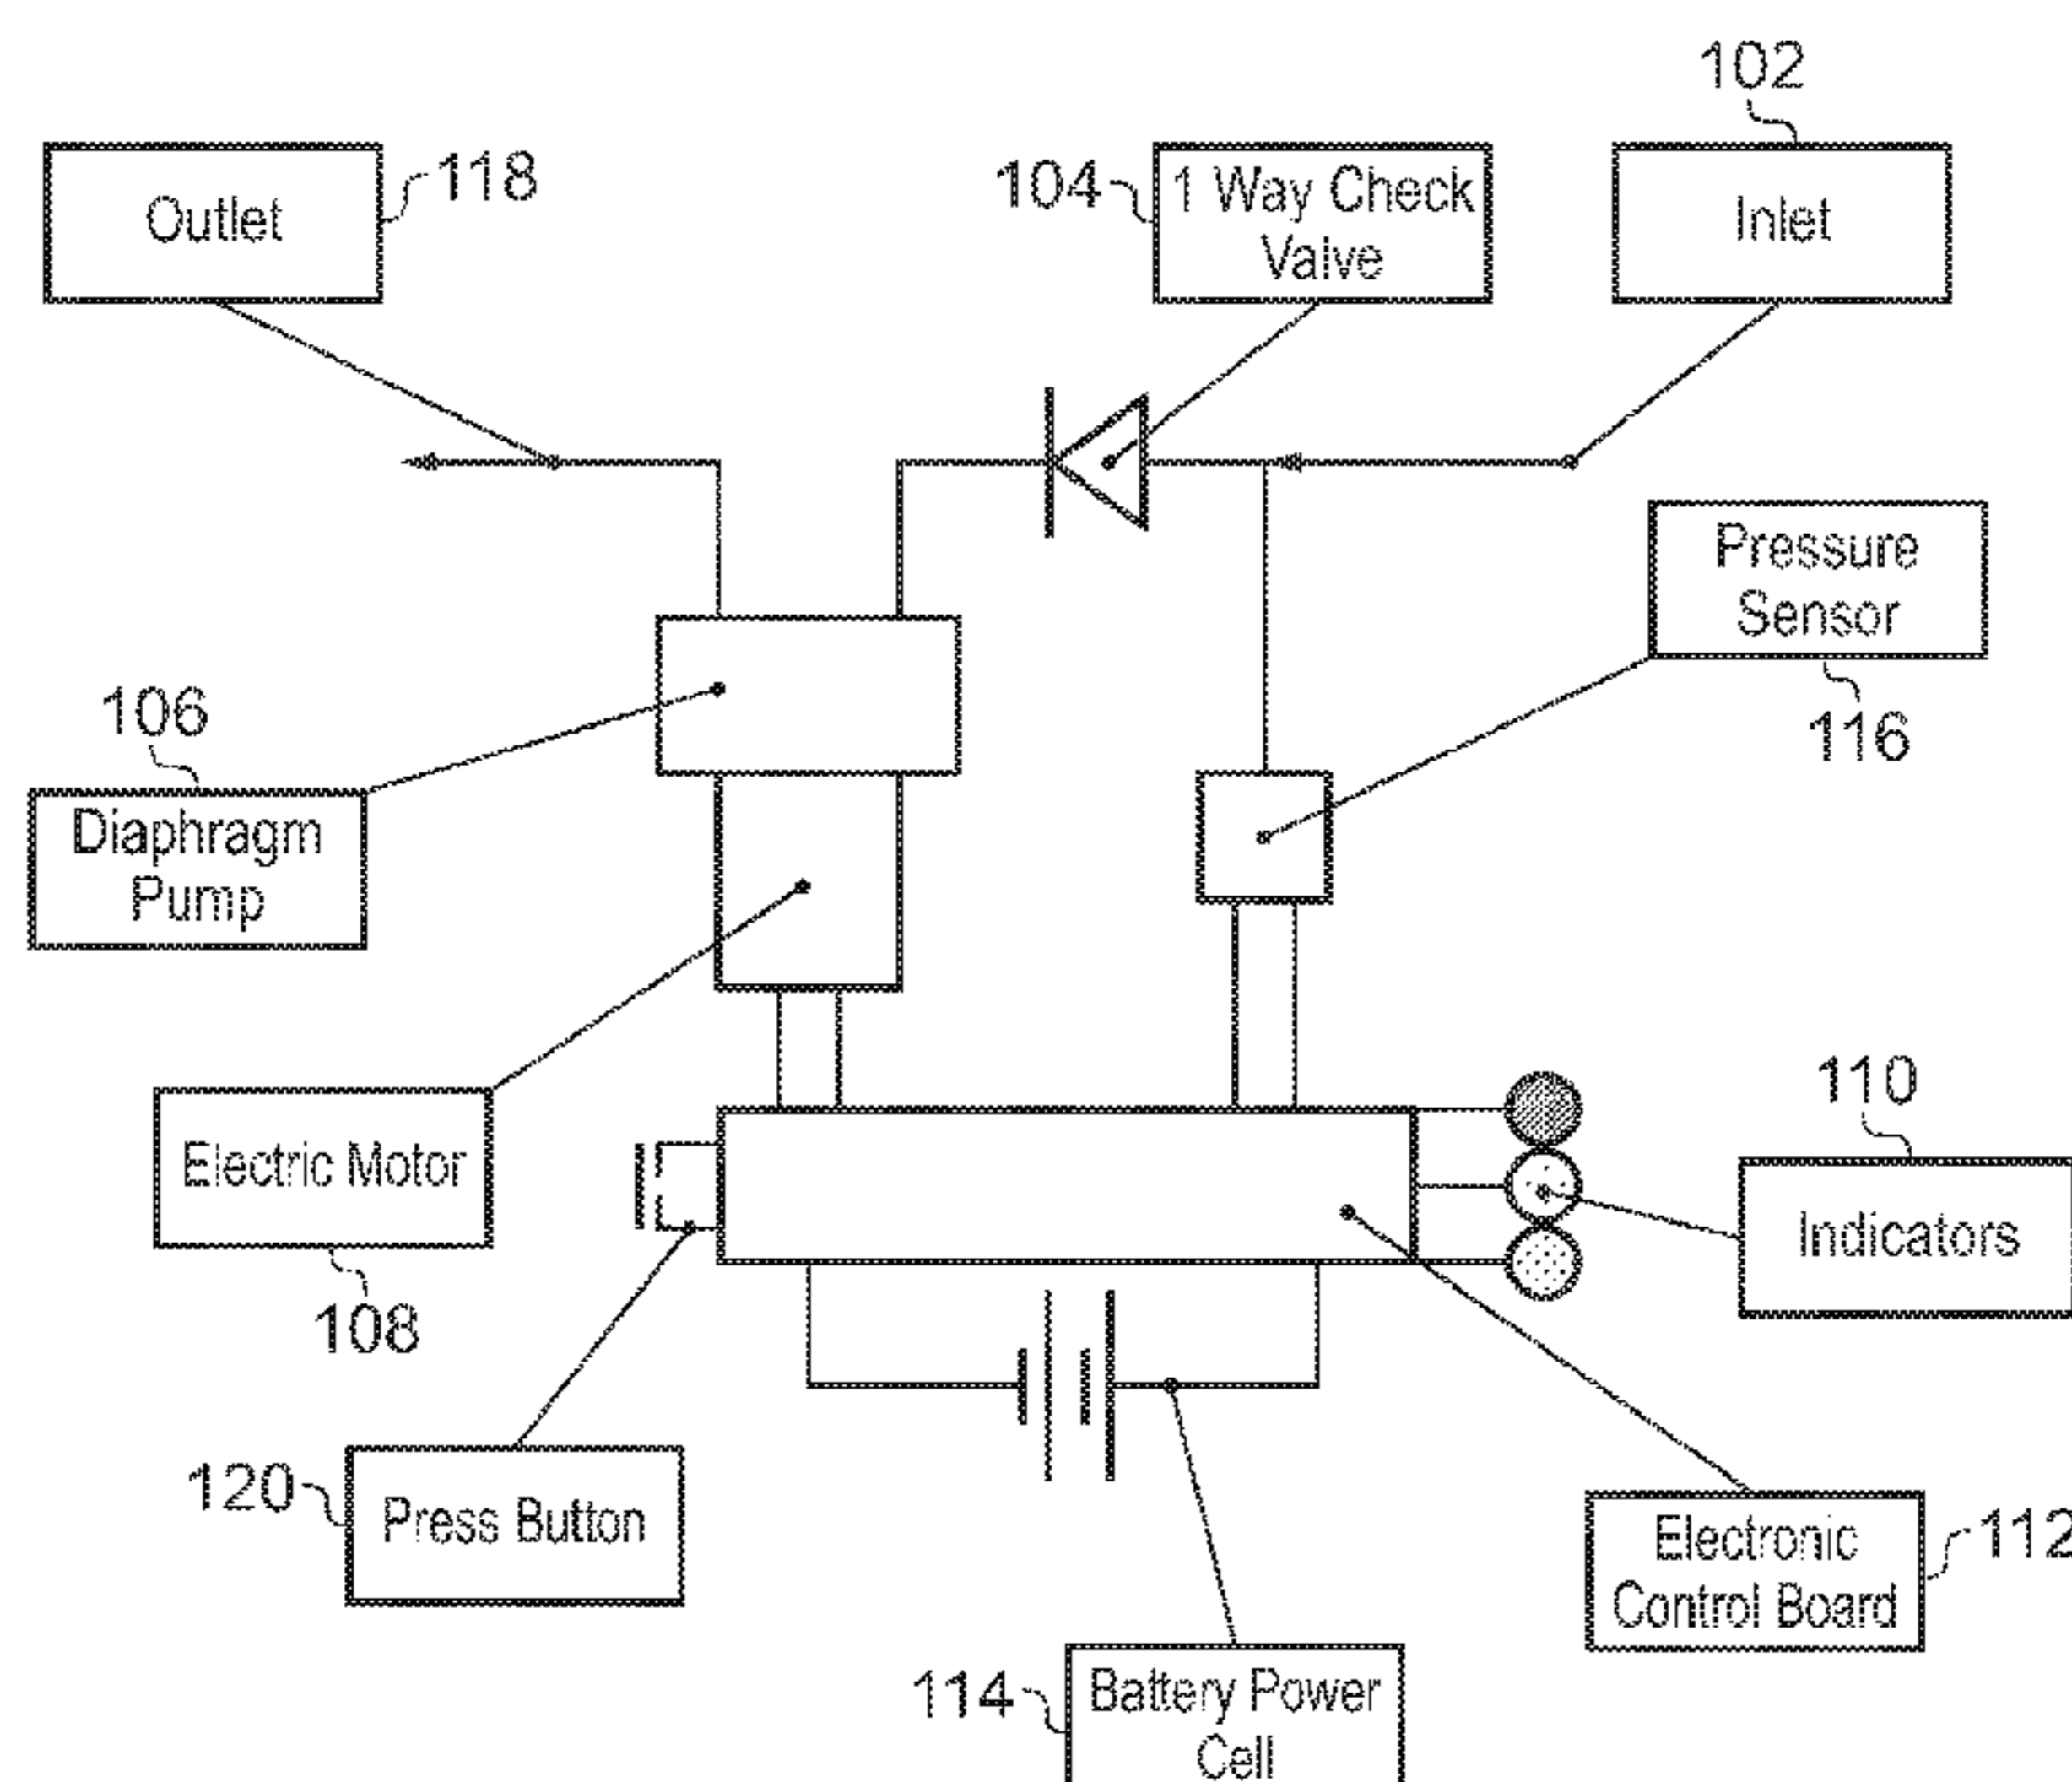 102
Outlet
118
104
1 Way Check
Valve
Inlet
Pressure
Sensor
116
106
Diaphragm
Pump
Electric Motor
108
110
Indicators
120
Press Button
Electronic
Control Board
112
114
Battery Power
Cell